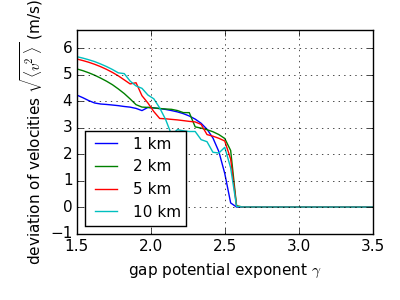 deviation of velocities √⟨v²⟩ (m/s)
6
5
4
3
2
1
0
−1
1 km
2 km
5 km
10 km
1.5 2.0 2.5 3.0 3.5
gap potential exponent γ